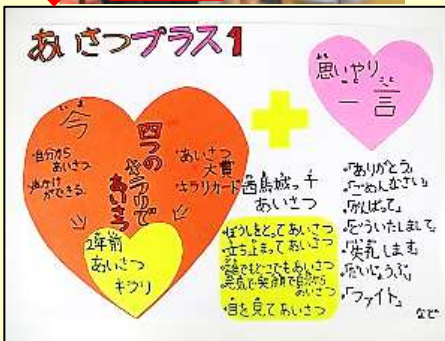 あいさつプラス1
今
・自分から
あいさつ
・声かけ
ができる。
四つの
キラリで
あいさつ
・あいさつ
大賞
キラリカード
2年前
あいさつ
キラリ
思いやり
一言
西鳥城っ子
あいさつ
・ぼうしをとってあいさつ
・立ち止まってあいさつ
・誰でもどこでもあいさつ
・元気で笑顔で自分から
あいさつ
・目を見てあいさつ
・「ありがとう」
・「ごめんなさい」
・「がんばって」
・「どういたしまして」
・「失礼します」
・「だいじょうぶ」
・「ファイト」
など